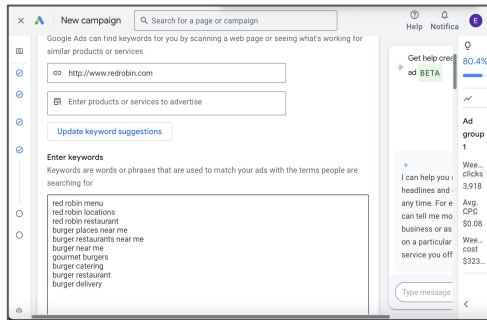 New campaign
Search for a page or campaign
Help
Notifica
E
Google Ads can find keywords for you by scanning a web page or seeing what's working for
similar products or services
http://www.redrobin.com
Enter products or services to advertise
Update keyword suggestions
Enter keywords
Keywords are words or phrases that are used to match your ads with the terms people are
searching for
red robin menu
red robin locations
red robin restaurant
burger places near me
burger restaurants near me
burger near me
gourmet burgers
burger catering
burger restaurant
burger delivery
Get help crea
ad BETA
I can help you
headlines and
any time. For e
can tell me mo
business or as
on a particular
service you off
Type message
80.4%
Ad
group
1
Wee...
clicks
3,918
Avg.
CPC
$0.08
Wee...
cost
$323...